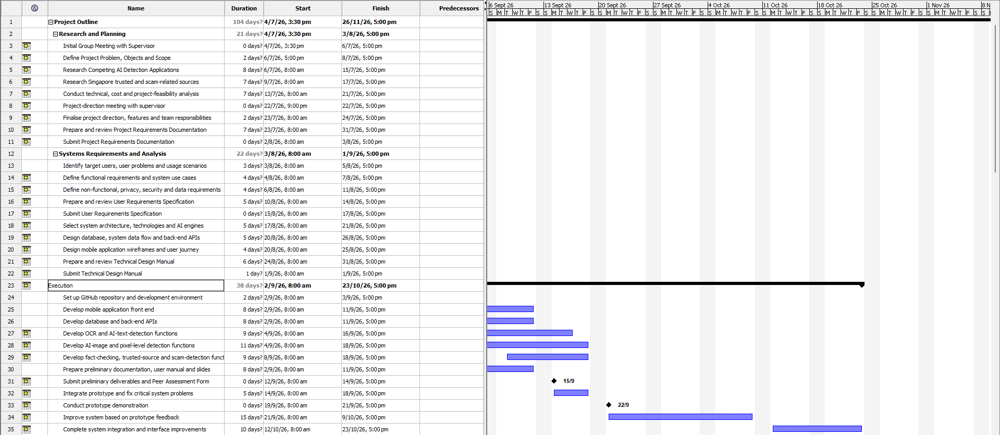 Name Duration Start Finish Predecessors
6 Sept 26 13 Sept 26 20 Sept 26 27 Sept 26 4 Oct 26 11 Oct 26 18 Oct 26 25 Oct 26 1 Nov 26 8 N
S M T W T F S S M T W T F S S M T W T F S S M T W T F S S M T W T F S S M T W T F S S M T W T F S S M T W T F S S M T W T F S S
1 Project Outline 104 days? 4/7/26, 3:30 pm 26/11/26, 5:00 pm
2 Research and Planning 21 days? 4/7/26, 3:30 pm 3/8/26, 5:00 pm
3 Initial Group Meeting with Supervisor 0 days? 4/7/26, 3:30 pm 6/7/26, 5:00 pm
4 Define Project Problem, Objects and Scope 2 days? 6/7/26, 5:00 pm 8/7/26, 5:00 pm
5 Research Competing AI Detection Applications 8 days? 6/7/26, 8:00 am 15/7/26, 5:00 pm
6 Research Singapore trusted and scam-related sources 7 days? 9/7/26, 8:00 am 17/7/26, 5:00 pm
7 Conduct technical, cost and project-feasibility analysis 7 days? 13/7/26, 8:00 am 21/7/26, 5:00 pm
8 Project-direction meeting with supervisor 0 days? 22/7/26, 9:00 pm 22/7/26, 5:00 pm
9 Finalise project direction, features and team responsibilities 2 days? 23/7/26, 8:00 am 24/7/26, 5:00 pm
10 Prepare and review Project Requirements Documentation 7 days? 23/7/26, 8:00 am 31/7/26, 5:00 pm
11 Submit Project Requirements Documentation 0 days? 2/8/26, 8:00 am 3/8/26, 5:00 pm
12 Systems Requirements and Analysis 22 days? 3/8/26, 8:00 am 1/9/26, 5:00 pm
13 Identify target users, user problems and usage scenarios 3 days? 3/8/26, 8:00 am 5/8/26, 5:00 pm
14 Define functional requirements and system use cases 4 days? 4/8/26, 8:00 am 7/8/26, 5:00 pm
15 Define non-functional, privacy, security and data requirements 4 days? 6/8/26, 8:00 am 11/8/26, 5:00 pm
16 Prepare and review User Requirements Specification 5 days? 10/8/26, 8:00 am 14/8/26, 5:00 pm
17 Submit User Requirements Specification 0 days? 15/8/26, 8:00 am 17/8/26, 5:00 pm
18 Select system architecture, technologies and AI engines 5 days? 17/8/26, 8:00 am 21/8/26, 5:00 pm
19 Design database, system data flow and back-end APIs 5 days? 20/8/26, 8:00 am 26/8/26, 5:00 pm
20 Design mobile application wireframes and user journey 4 days? 20/8/26, 8:00 am 25/8/26, 5:00 pm
21 Prepare and review Technical Design Manual 6 days? 24/8/26, 8:00 am 31/8/26, 5:00 pm
22 Submit Technical Design Manual 1 day? 1/9/26, 8:00 am 1/9/26, 5:00 pm
23 Execution 38 days? 2/9/26, 8:00 am 23/10/26, 5:00 pm
24 Set up GitHub repository and development environment 2 days? 2/9/26, 8:00 am 3/9/26, 5:00 pm
25 Develop mobile application front end 8 days? 2/9/26, 8:00 am 11/9/26, 5:00 pm
26 Develop database and back-end APIs 8 days? 2/9/26, 8:00 am 11/9/26, 5:00 pm
27 Develop OCR and AI-text-detection functions 9 days? 4/9/26, 8:00 am 16/9/26, 5:00 pm
28 Develop AI-image and pixel-level detection functions 11 days? 4/9/26, 8:00 am 18/9/26, 5:00 pm
29 Develop fact-checking, trusted-source and scam-detection funct 9 days? 8/9/26, 8:00 am 18/9/26, 5:00 pm
30 Prepare preliminary documentation, user manual and slides 8 days? 2/9/26, 8:00 am 11/9/26, 5:00 pm
31 Submit preliminary deliverables and Peer Assessment Form 0 days? 12/9/26, 8:00 am 14/9/26, 5:00 pm 15/9
32 Integrate prototype and fix critical system problems 5 days? 14/9/26, 8:00 am 18/9/26, 5:00 pm
33 Conduct prototype demonstration 0 days? 19/9/26, 8:00 am 21/9/26, 5:00 pm 22/9
34 Improve system based on prototype feedback 15 days? 21/9/26, 8:00 am 9/10/26, 5:00 pm
35 Complete system integration and interface improvements 10 days? 12/10/26, 8:00 am 23/10/26, 5:00 pm